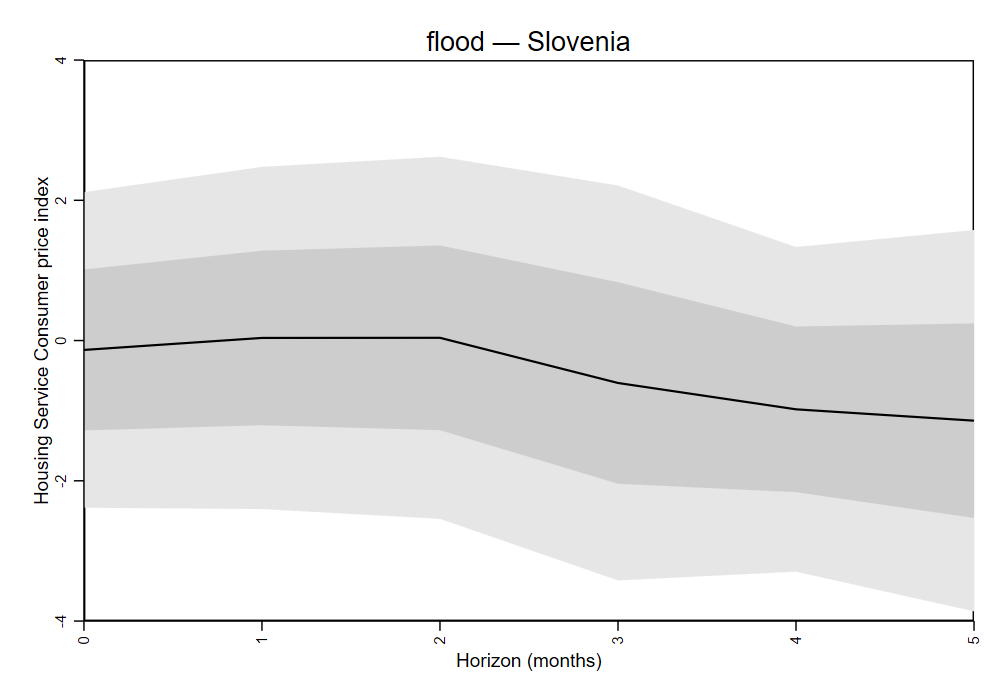 flood — Slovenia
Housing Service Consumer price index
4
2
0
-2
-4
0 1 2 3 4 5
Horizon (months)